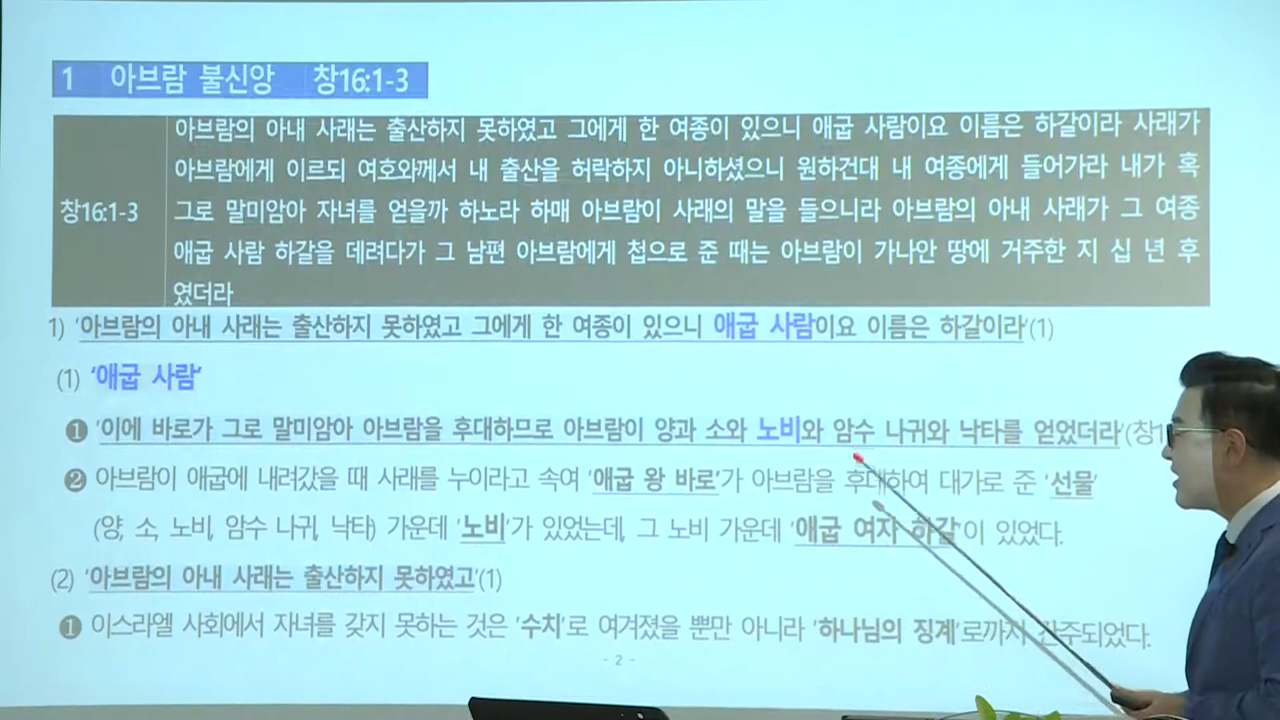 1 아브람 불신앙 창16:1-3
아브람의 아내 사래는 출산하지 못하였고 그에게 한 여종이 있으니 애굽 사람이요 이름은 하갈이라 사래가
아브람에게 이르되 여호와께서 내 출산을 허락하지 아니하셨으니 원하건대 내 여종에게 들어가라 내가 혹
창16:1-3
그로 말미암아 자녀를 얻을까 하노라 하매 아브람이 사래의 말을 들으니라 아브람의 아내 사래가 그 여종
애굽 사람 하갈을 데려다가 그 남편 아브람에게 첩으로 준 때는 아브람이 가나안 땅에 거주한 지 십 년 후
였더라
1) '아브람의 아내 사래는 출산하지 못하였고 그에게 한 여종이 있으니 애굽 사람이요 이름은 하갈이라'(1)
(1) '애굽 사람'
❶ '이에 바로가 그로 말미암아 아브람을 후대하므로 아브람이 양과 소와 노비와 암수 나귀와 낙타를 얻었더라'(창1
❷ 아브람이 애굽에 내려갔을 때 사래를 누이라고 속여 '애굽 왕 바로'가 아브람을 후대하여 대가로 준 '선물'
(양, 소, 노비, 암수 나귀, 낙타) 가운데 '노비'가 있었는데, 그 노비 가운데 '애굽 여자 하갈'이 있었다.
(2) '아브람의 아내 사래는 출산하지 못하였고'(1)
❶ 이스라엘 사회에서 자녀를 갖지 못하는 것은 '수치'로 여겨졌을 뿐만 아니라 '하나님의 징계'로까지 간주되었다.
- 2 -